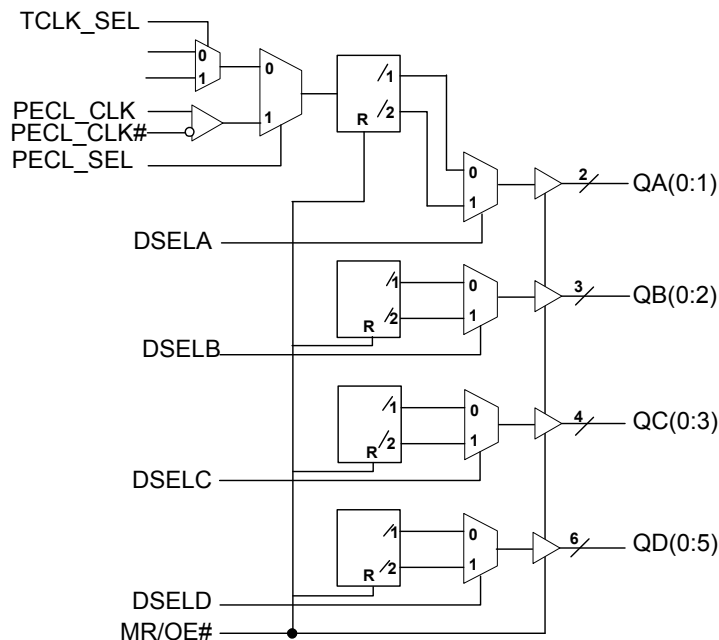 TCLK_SEL
0
1
PECL_CLK
PECL_CLK#
PECL_SEL
0
1
/1
/2
R
0
1
2
QA(0:1)
DSELA
/1
/2
R
0
1
3
QB(0:2)
DSELB
/1
/2
R
0
1
4
QC(0:3)
DSELC
/1
/2
R
0
1
6
QD(0:5)
DSELD
MR/OE#